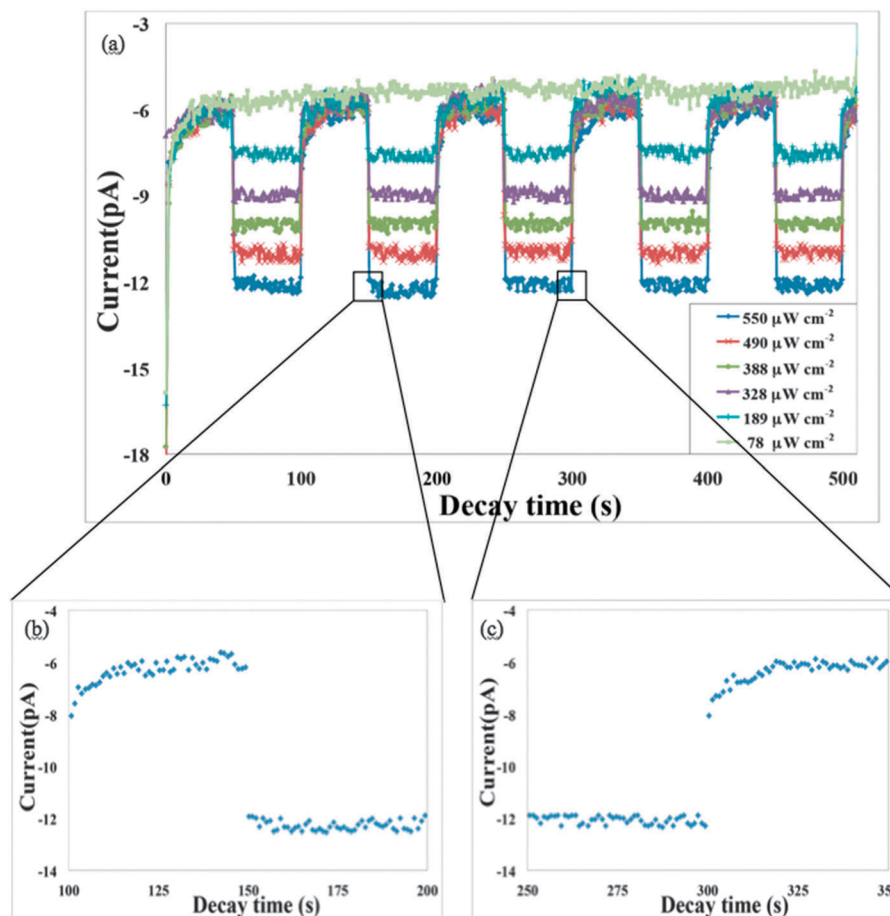 (a)
-3
-6
-9
-12
-15
-18
Current(pA)
0
100
200
300
400
500
Decay time (s)
550 µW cm-2
490 µW cm-2
388 µW cm-2
328 µW cm-2
189 µW cm-2
78 µW cm-2
(b)
-4
-6
-8
-10
-12
-14
Current(pA)
100
125
150
175
200
Decay time (s)
(c)
-4
-6
-8
-10
-12
-14
Current(pA)
250
275
300
325
Decay time (s)